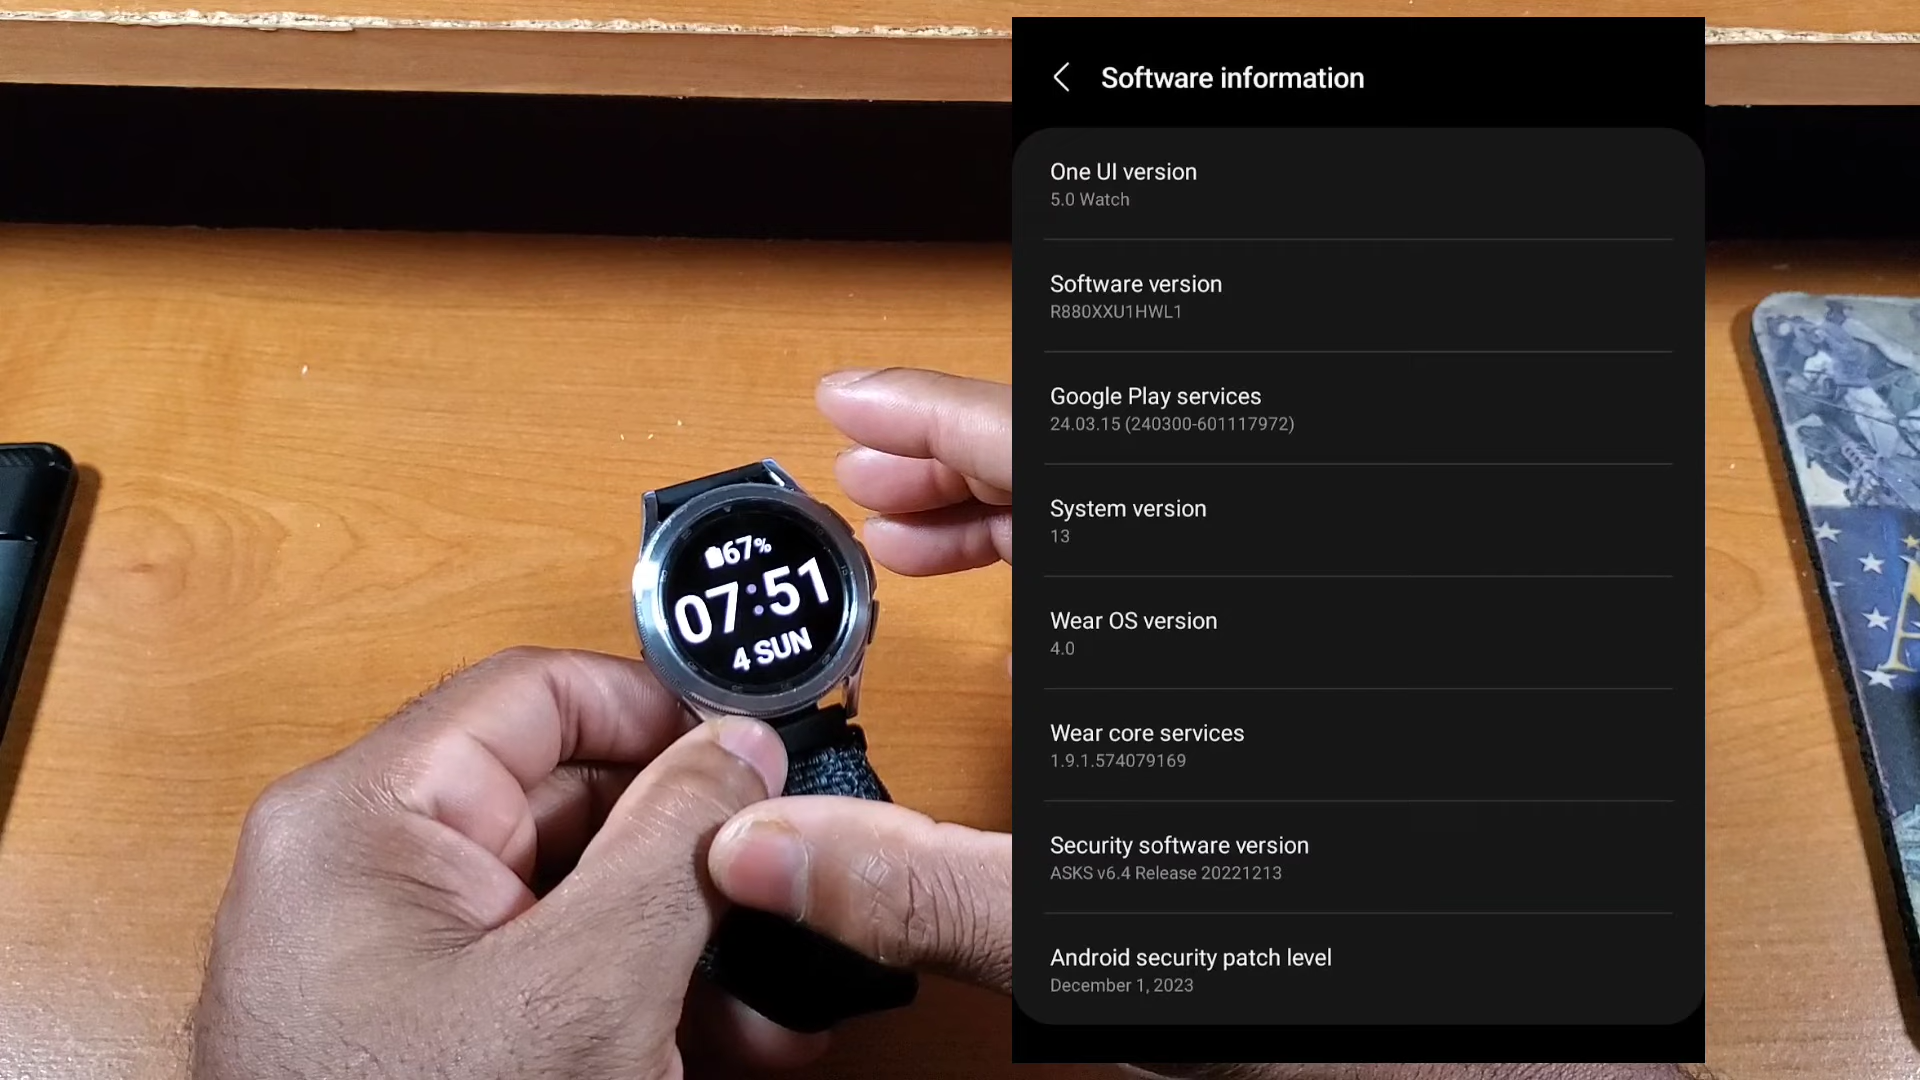 67%
07:51
4 SUN
Software information
One UI version
5.0 Watch
Software version
R880XXU1HWL1
Google Play services
24.03.15 (240300-601117972)
System version
13
Wear OS version
4.0
Wear core services
1.9.1.574079169
Security software version
ASKS v6.4 Release 20221213
Android security patch level
December 1, 2023